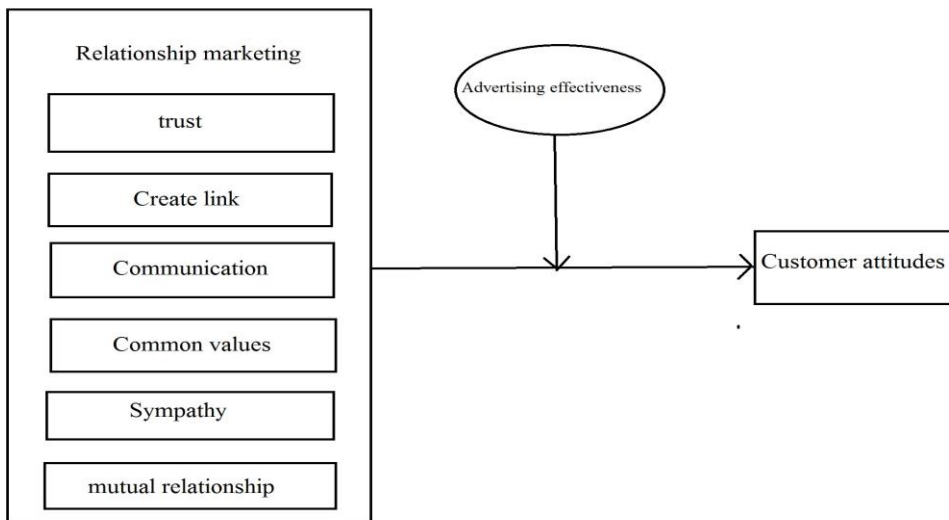 Relationship marketing
trust
Create link
Communication
Common values
Sympathy
mutual relationship
Advertising effectiveness
Customer attitudes